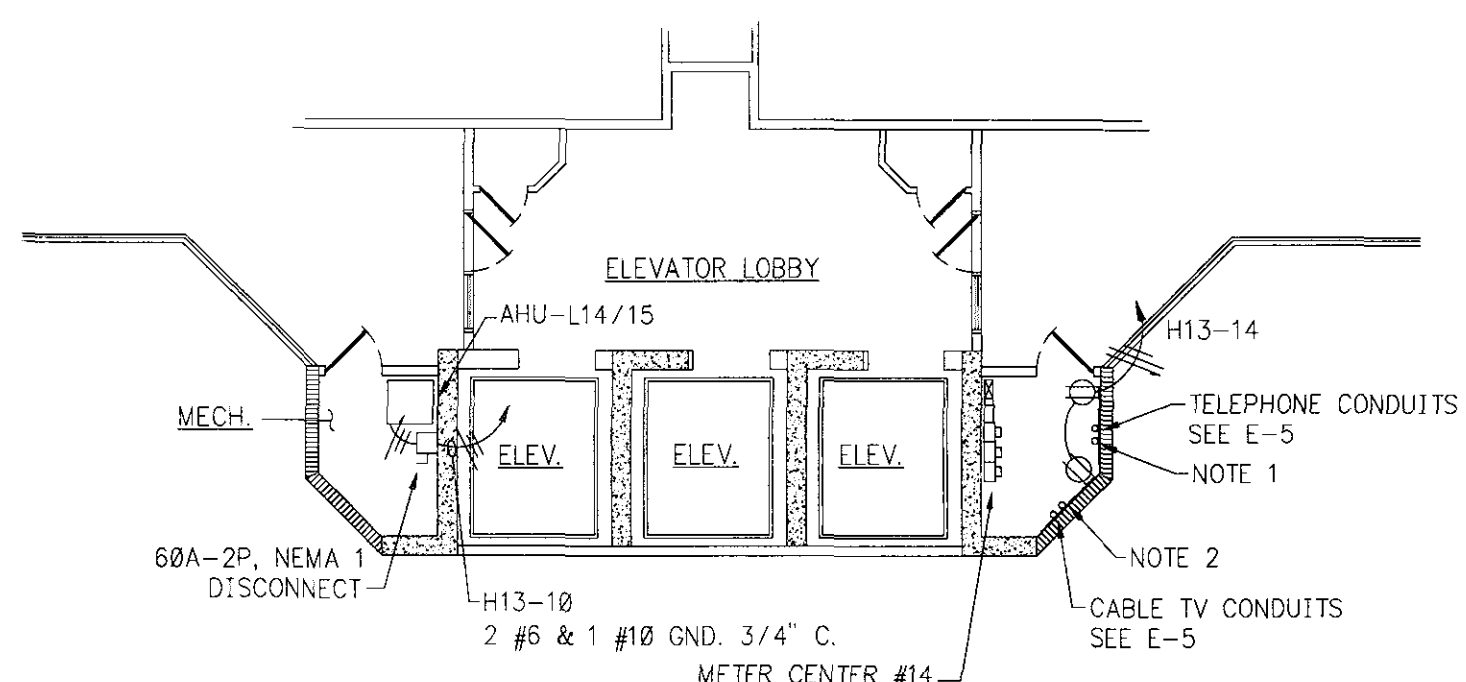 ELEVATOR LOBBY
AHU-L14/15
H13-14
MECH.
TELEPHONE CONDUITS
SEE E-5
ELEV.
ELEV.
ELEV.
NOTE 1
60A-2P, NEMA 1
DISCONNECT
NOTE 2
H13-10
2 #6 & 1 #10 GND. 3/4" C.
CABLE TV CONDUITS
SEE E-5
METER CENTER #14